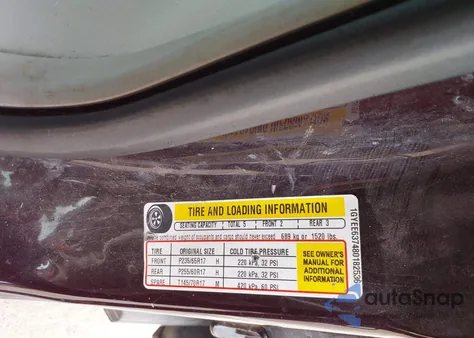 TIRE AND LOADING INFORMATION
SEATING CAPACITY TOTAL 5 FRONT 2 REAR 3
The combined weight of occupants and cargo should never exceed 689 kg or 1520 lbs.
TIRE ORIGINAL SIZE COLD TIRE PRESSURE
FRONT P235/65R17 H 220 kPa, 32 PSI
REAR P255/60R17 H 220 kPa, 32 PSI
SPARE T145/70R17 M 420 kPa, 60 PSI
SEE OWNER'S
MANUAL FOR
ADDITIONAL
INFORMATION
1GYEE637480182536
autoSnap